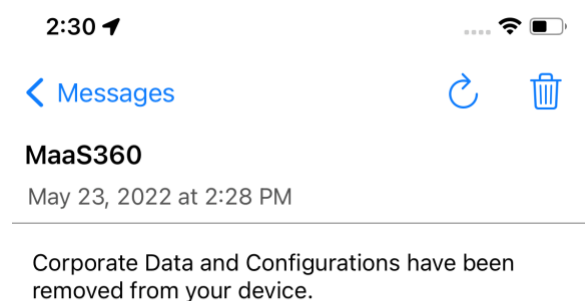 2:30
Messages
MaaS360
May 23, 2022 at 2:28 PM
Corporate Data and Configurations have been
removed from your device.